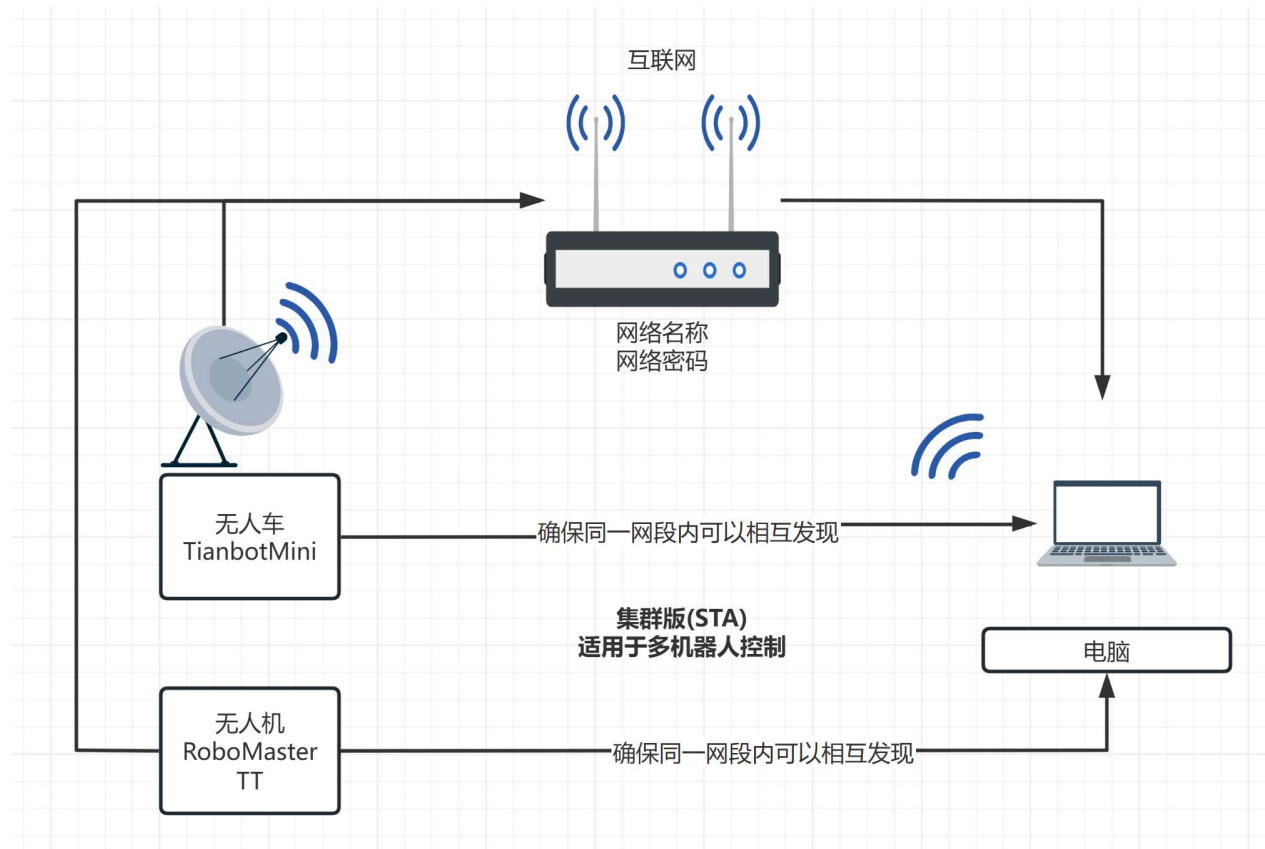 互联网
网络名称
网络密码
无人车
TianbotMini
确保同一网段内可以相互发现
集群版(STA)
适用于多机器人控制
电脑
无人机
RoboMaster
TT
确保同一网段内可以相互发现